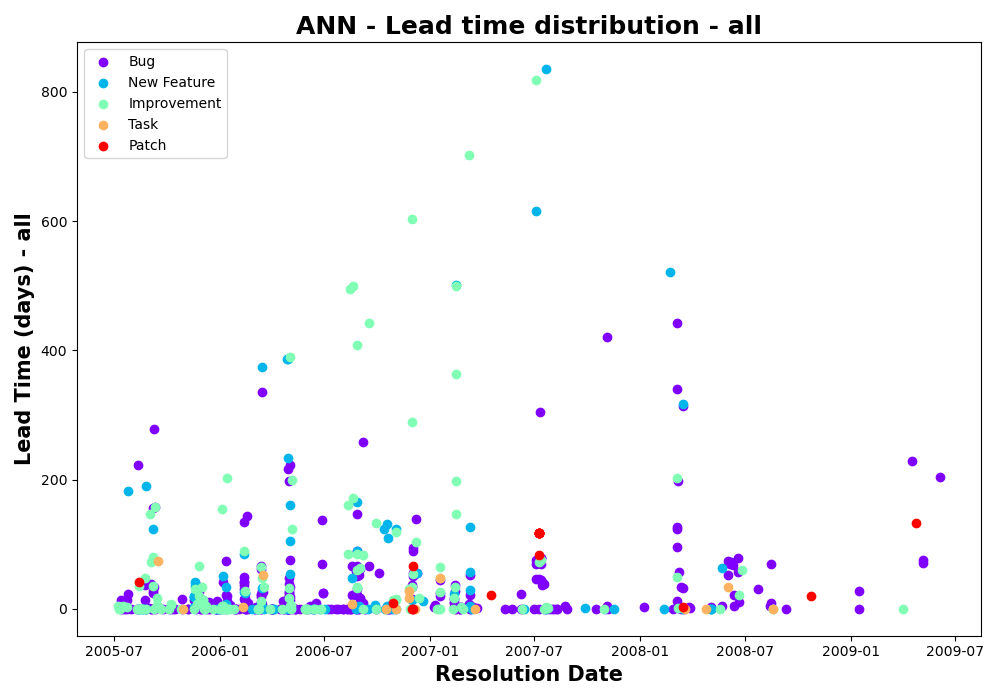 ANN - Lead time distribution - all
Bug
New Feature
Improvement
Task
Patch
Lead Time (days) - all
800
600
400
200
0
2005-07
2006-01
2006-07
2007-01
2007-07
2008-01
2008-07
2009-01
2009-07
Resolution Date